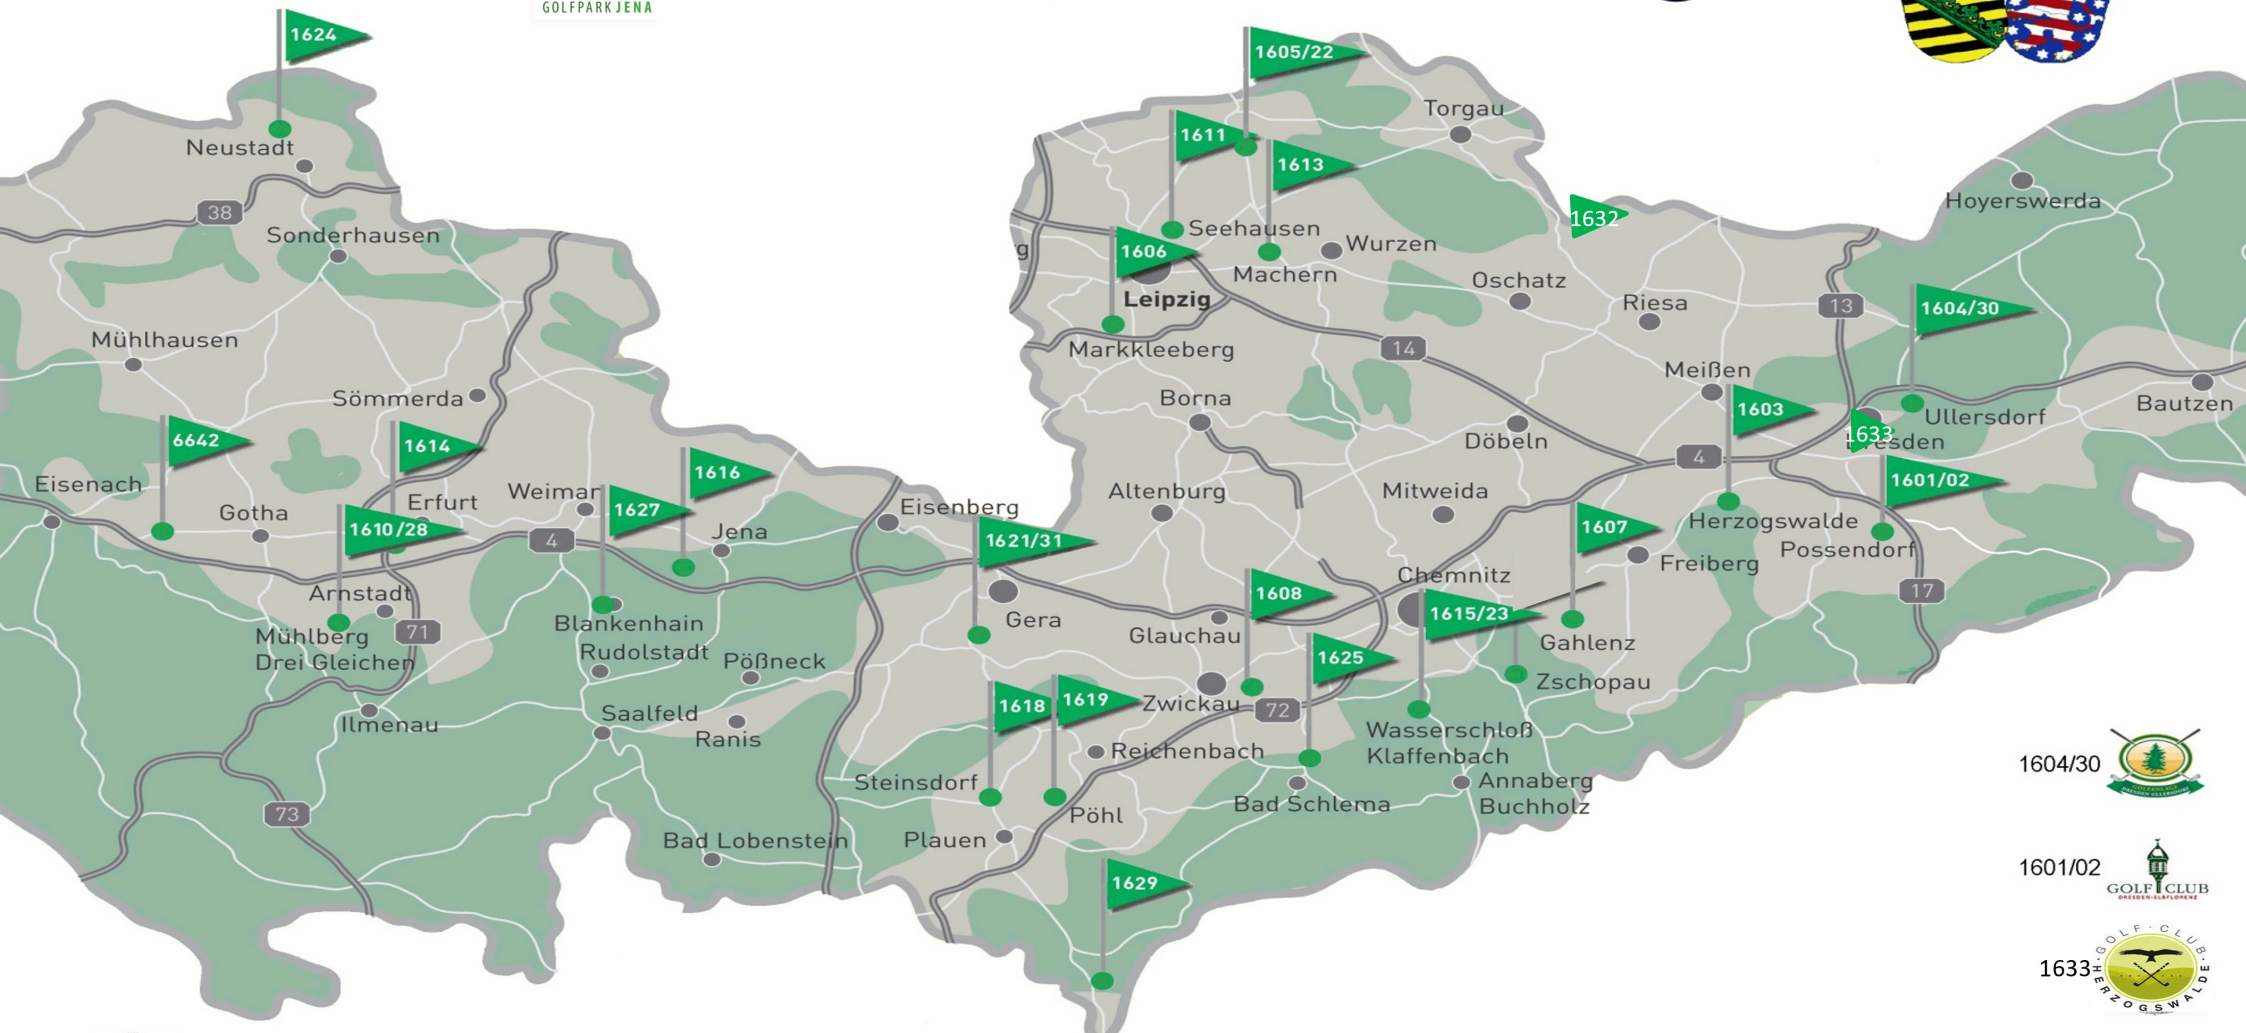 GOLFPARK JENA
1624
1605/22
Torgau
1611
Neustadt
1613
Hoyerswerda
38
1632
Seehausen
Sonderhausen
Wurzen
1606
g
Machern
Oschatz
Leipzig
Riesa
13
1604/30
Mühlhausen
Markkleeberg
14
Meißen
Sömmerda
Borna
1603
Bautzen
Ullersdorf
6642
1614
Döbeln
1633
esden
4
1616
Eisenach
Weimar
Altenburg
Mitweida
1601/02
Erfurt
Eisenberg
Gotha
1627
1610/28
Jena
Herzogswalde
4
1621/31
1607
Possendorf
Freiberg
Chemnitz
Arnstadt
1608
17
Blankenhain
Gera
1615/23
Mühlberg
71
Glauchau
Gahlenz
Drei Gleichen
Rudolstadt
Pößneck
1625
Zschopau
1618
1619
Zwickau
72
Saalfeld
Ilmenau
Ranis
Wasserschloß
Reichenbach
Klaffenbach
1604/30
GOLFANLAGE
DRESDEN ULLERSDORF
Steinsdorf
Annaberg
Bad Schlema
Buchholz
73
Pöhl
Bad Lobenstein
Plauen
1601/02
GOLF CLUB
DRESDEN-ELBFLORENZ
1629
GOLF·CLUB
1633
HERZOGSWALDE